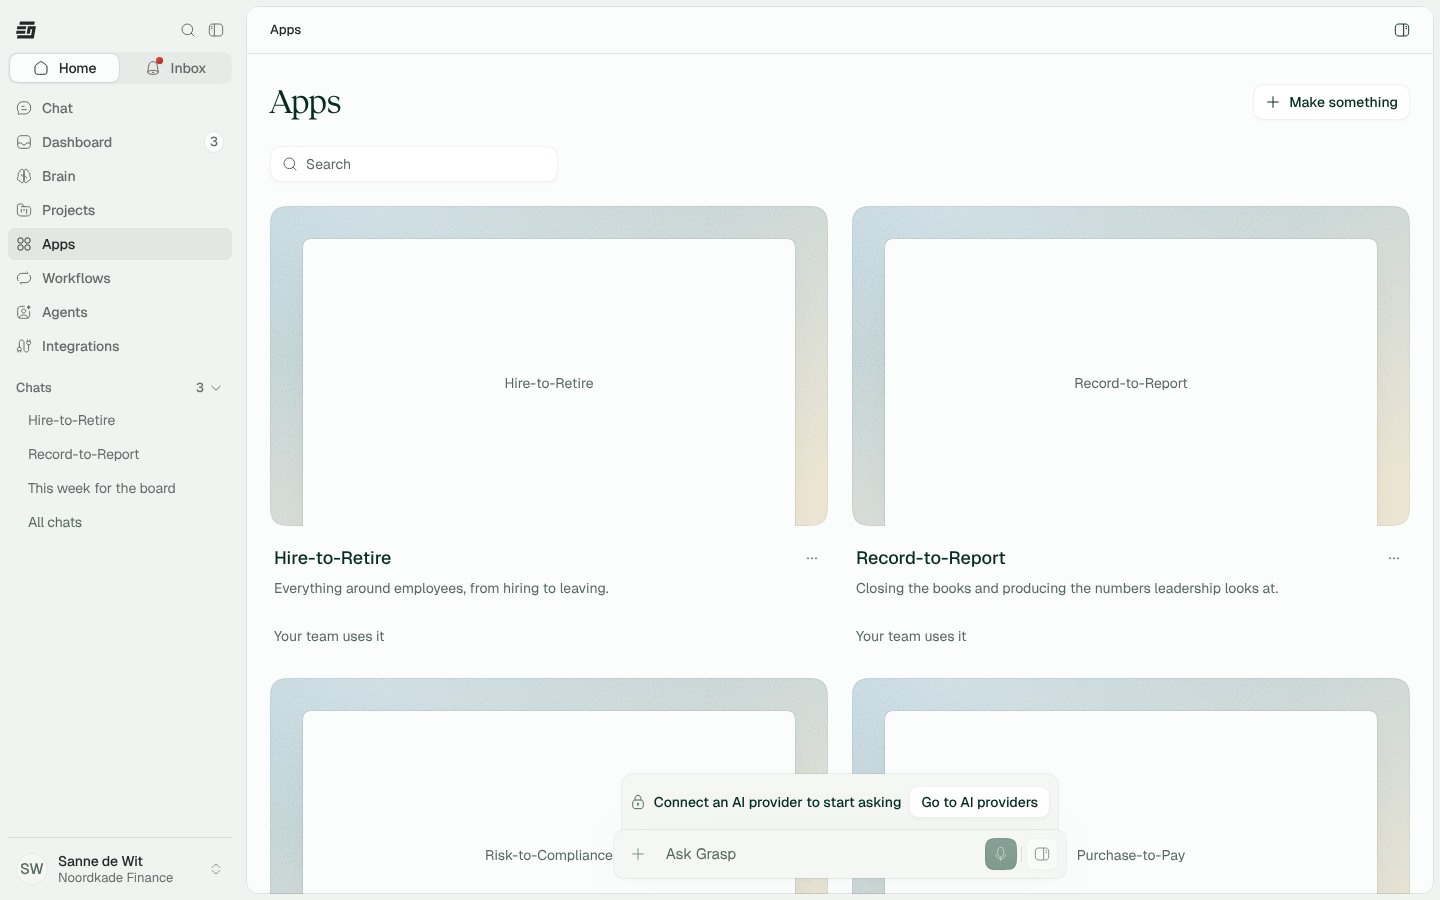 Apps
Home
Inbox
Chat
Dashboard
3
Brain
Projects
Apps
Workflows
Agents
Integrations
Chats
3
Hire-to-Retire
Record-to-Report
This week for the board
All chats
SW
Sanne de Wit
Noordkade Finance
Apps
Make something
Search
Hire-to-Retire
Record-to-Report
Hire-to-Retire
Everything around employees, from hiring to leaving.
Your team uses it
Record-to-Report
Closing the books and producing the numbers leadership looks at.
Your team uses it
Risk-to-Compliance
Purchase-to-Pay
Connect an AI provider to start asking
Go to AI providers
Ask Grasp